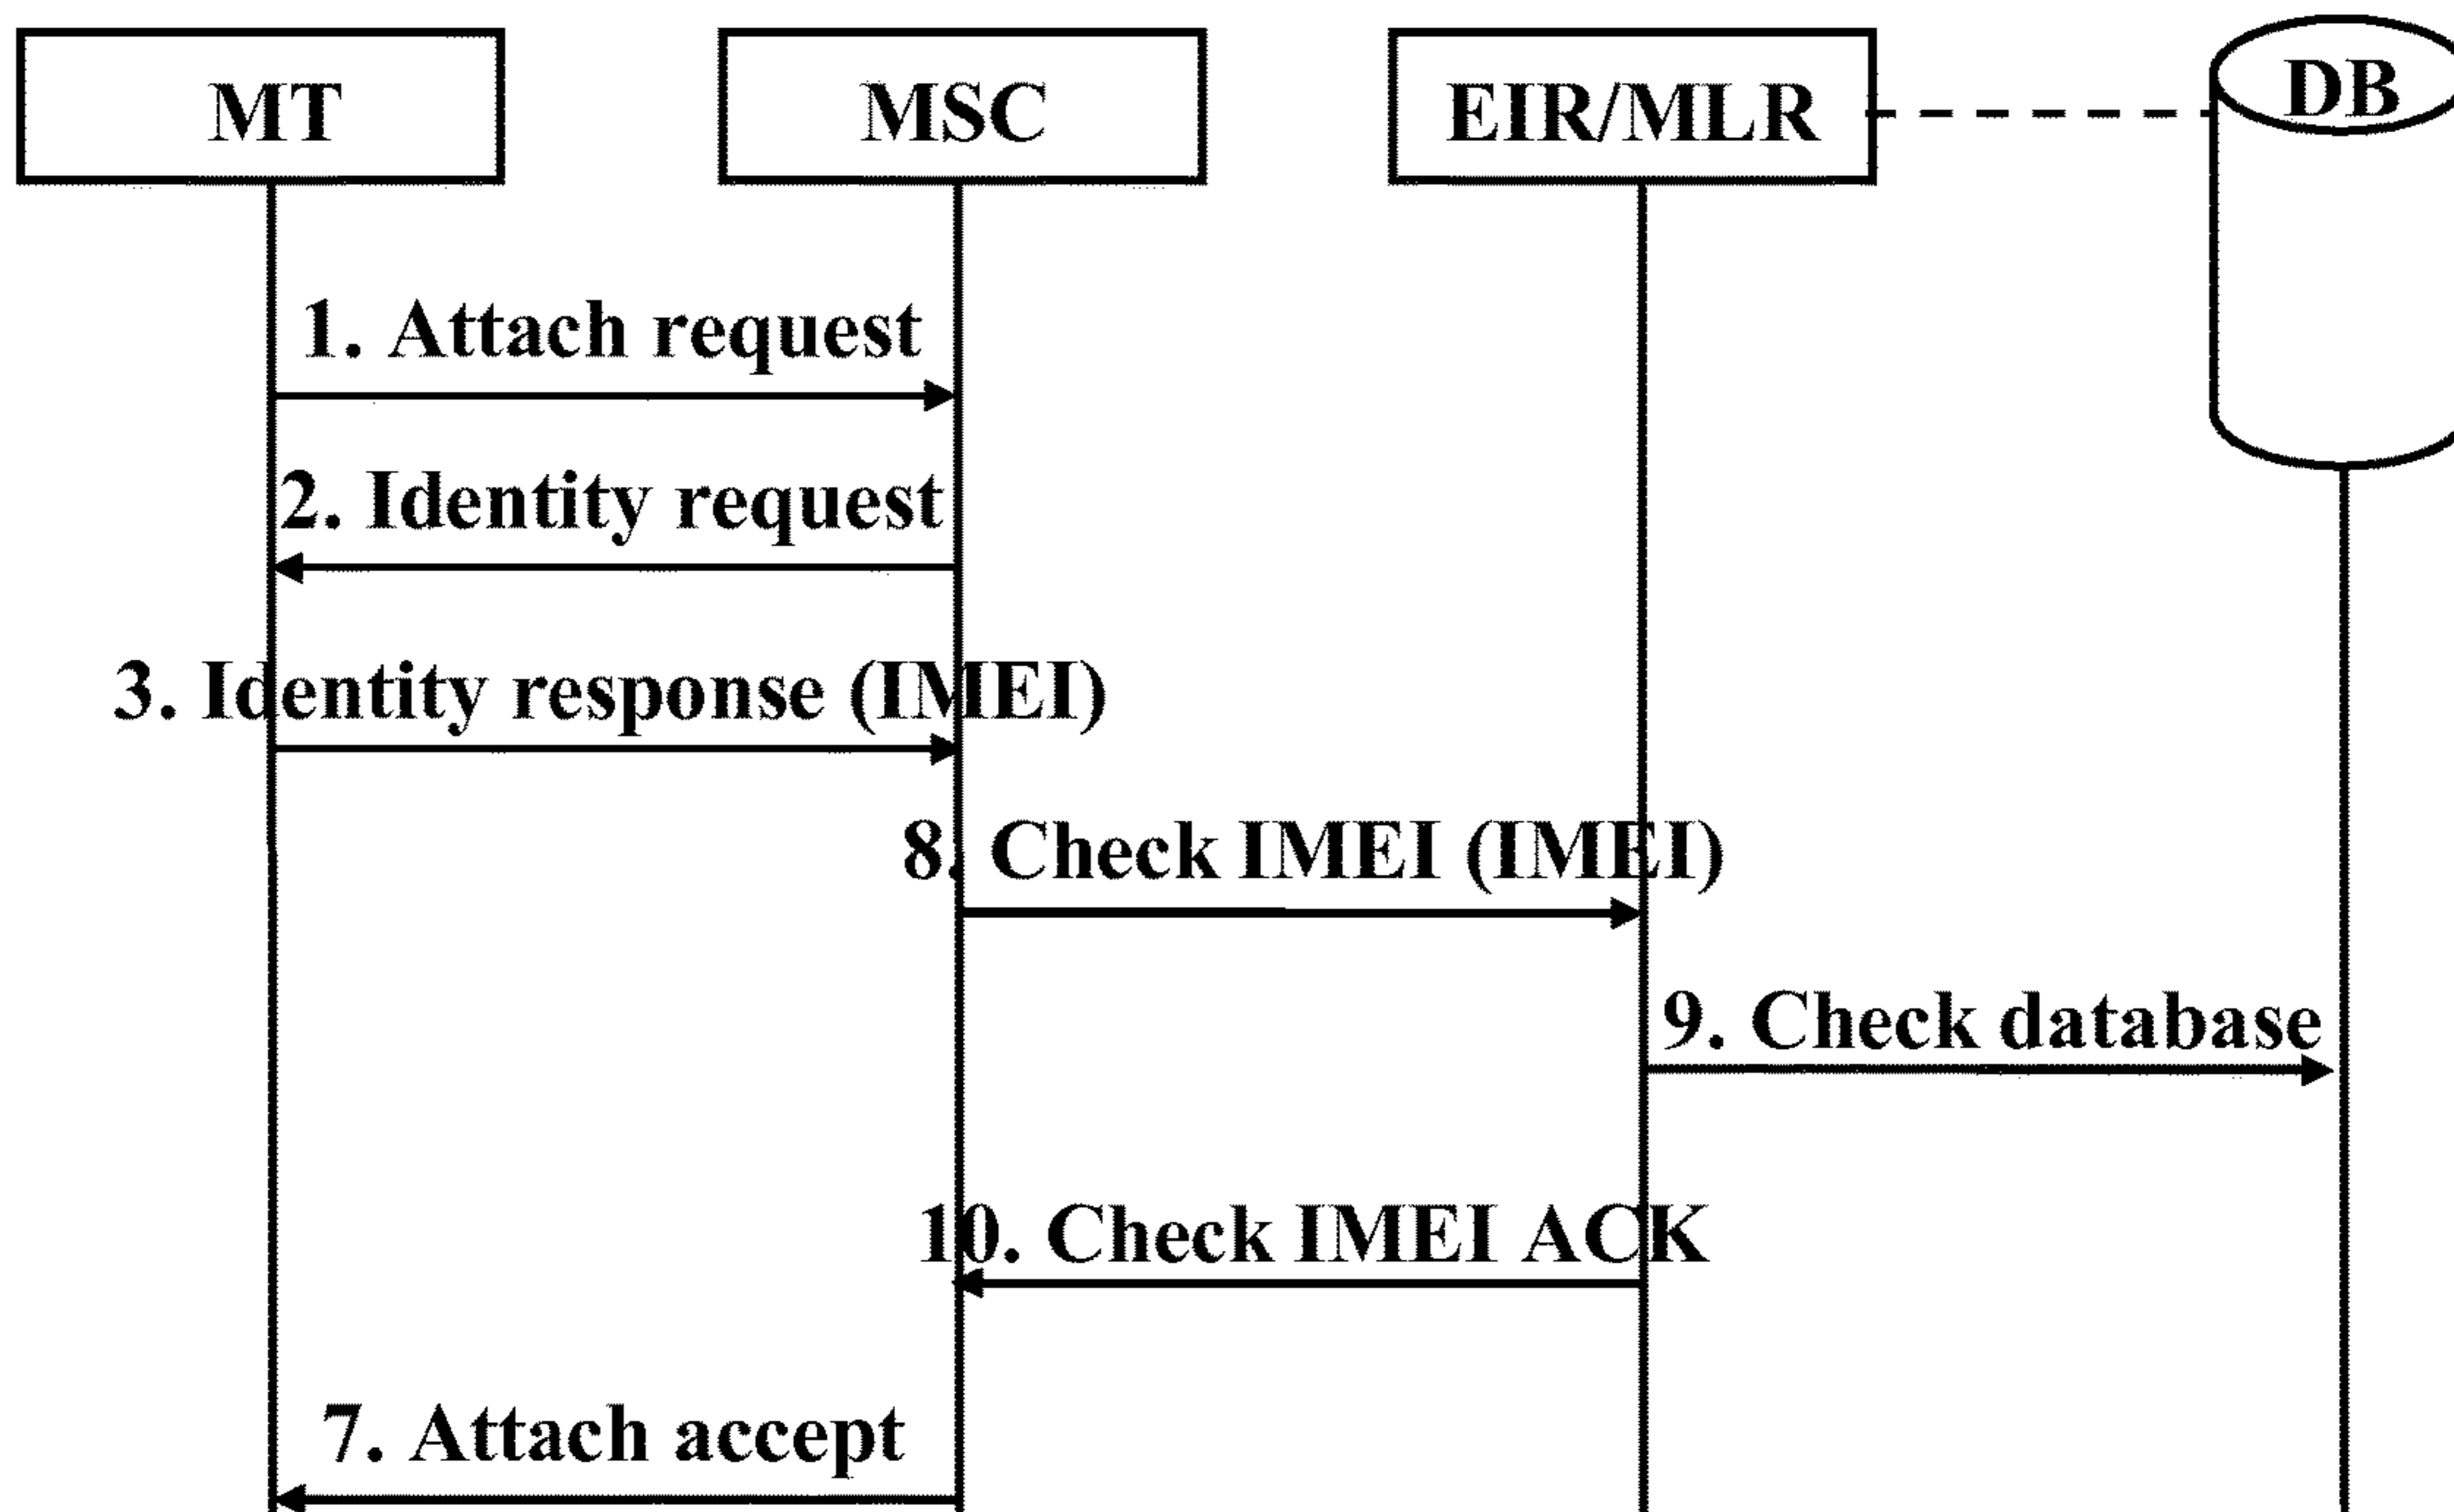 MT
MSC
EIR/MLR
DB
1. Attach request
2. Identity request
3. Identity response (IMEI)
8. Check IMEI (IMEI)
9. Check database
10. Check IMEI ACK
7. Attach accept